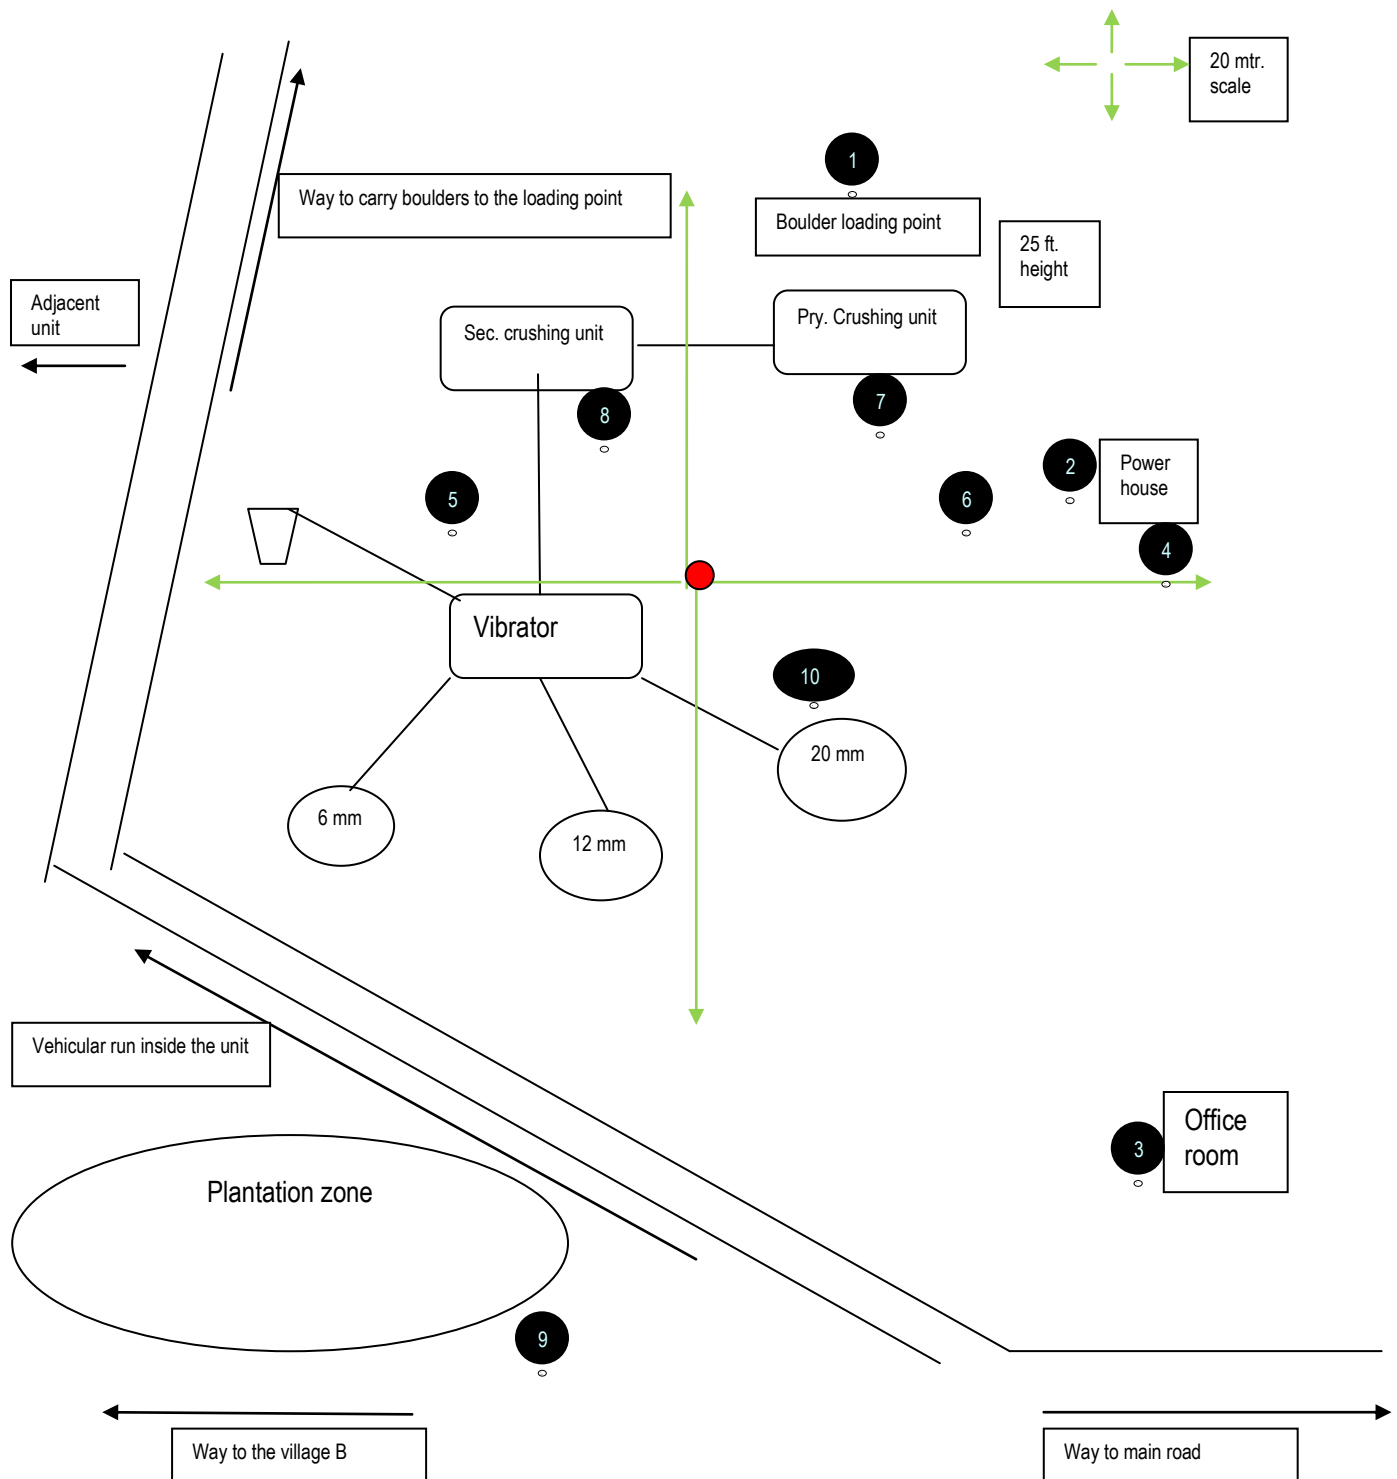 20 mtr.
scale
1
Way to carry boulders to the loading point
Boulder loading point
25 ft.
height
Adjacent
unit
Sec. crushing unit
Pry. Crushing unit
8
7
2
Power
house
5
6
4
Vibrator
10
20 mm
6 mm
12 mm
Vehicular run inside the unit
Office
room
3
Plantation zone
9
Way to the village B
Way to main road